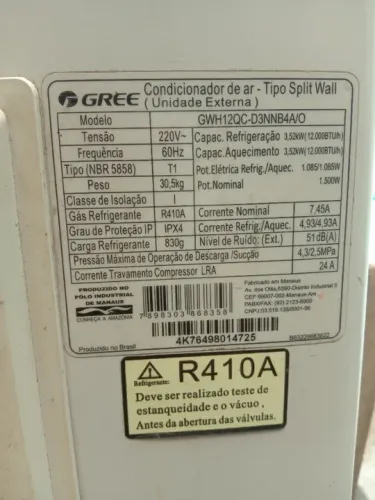 GREE Condicionador de ar - Tipo Split Wall
(Unidade Externa)
Modelo GWH12QC-D3NNB4A/O
Tensão 220V~ Capac. Refrigeração 3,52kW(12.000BTU/h)
Frequência 60Hz Capac.Aquecimento 3,52kW(12.000BTU/h)
Tipo (NBR 5858) T1 Pot.Elétrica Refrig./Aquec. 1.085/1.085W
Peso 30,5kg Pot.Nominal 1.500W
Classe de Isolação I
Gás Refrigerante R410A Corrente Nominal 7,45A
Grau de Proteção IP IPX4 Corrente Refrig./Aquec. 4,93/4,93A
Carga Refrigerante 830g Nível de Ruído: (Ext.) 51dB(A)
Pressão Máxima de Operação de Descarga /Sucção 4,3/2,5MPa
Corrente Travamento Compressor LRA 24 A
PRODUZIDO NO
PÓLO INDUSTRIAL
DE MANAUS
CONHEÇA A AMAZÔNIA
7 898303 868358
Fabricado em Manaus
4K76498014725
Produzido no Brasil
Refrigerante:
R410A
Deve ser realizado teste de
estanqueidade e o vácuo ,
Antes da abertura das válvulas.